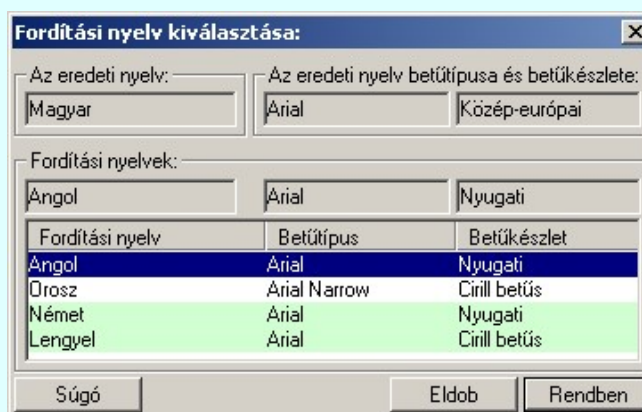 Fordítási nyelv kiválasztása:
Az eredeti nyelv: Az eredeti nyelv betűtípusa és betűkészlete:
Magyar Arial Közép-európai
Fordítási nyelvek:
Angol Arial Nyugati
Fordítási nyelv Betűtípus Betűkészlet
Angol Arial Nyugati
Orosz Arial Narrow Cirill betűs
Német Arial Nyugati
Lengyel Arial Cirill betűs
Súgó Eldob Rendben